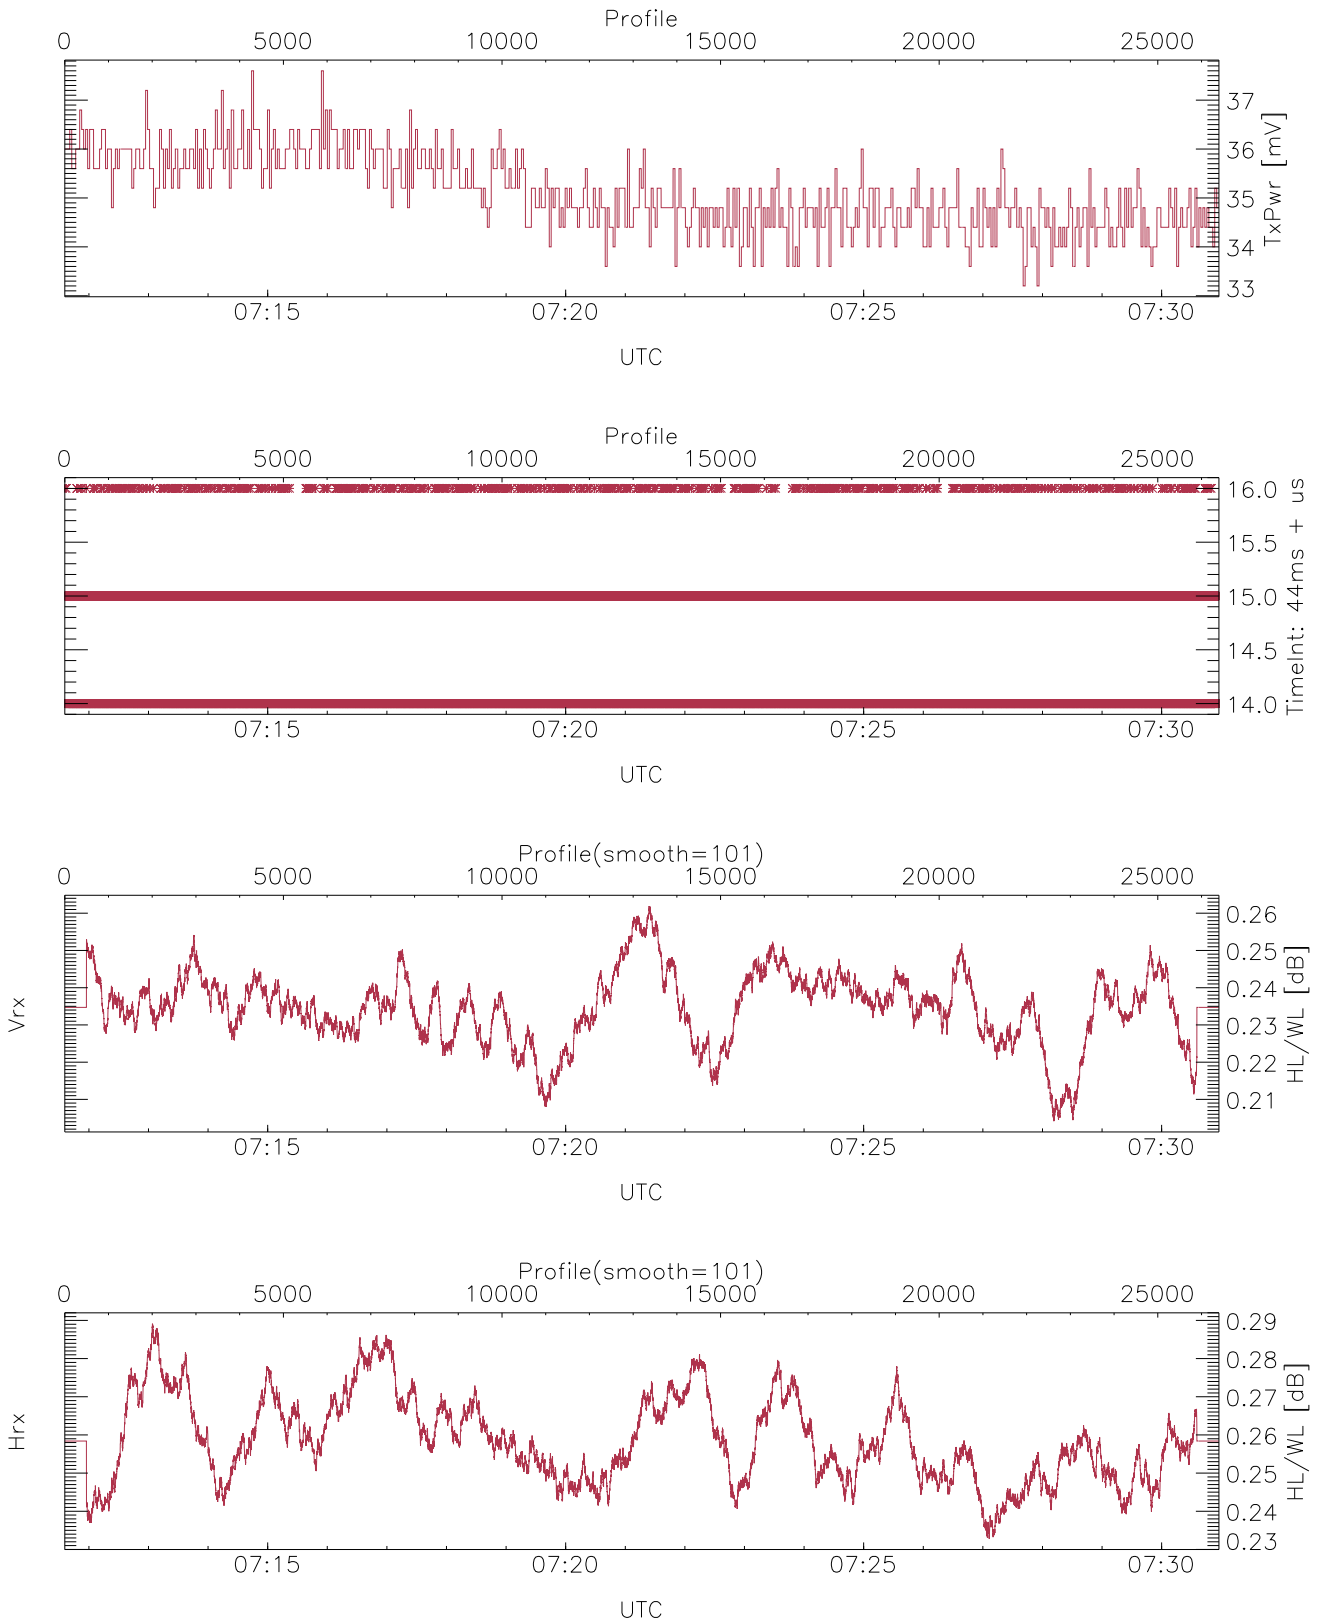 Profile
0 5000 10000 15000 20000 25000
37
36
35
34
33
TxPwr [mV]
07:15 07:20 07:25 07:30
UTC
Profile
0 5000 10000 15000 20000 25000
16.0
15.5
15.0
14.5
14.0
TimeInt: 44ms + us
07:15 07:20 07:25 07:30
UTC
Profile(smooth=101)
0 5000 10000 15000 20000 25000
Vrx
0.26
0.25
0.24
0.23
0.22
0.21
HL/WL [dB]
07:15 07:20 07:25 07:30
UTC
Profile(smooth=101)
0 5000 10000 15000 20000 25000
Hrx
0.29
0.28
0.27
0.26
0.25
0.24
0.23
HL/WL [dB]
07:15 07:20 07:25 07:30
UTC